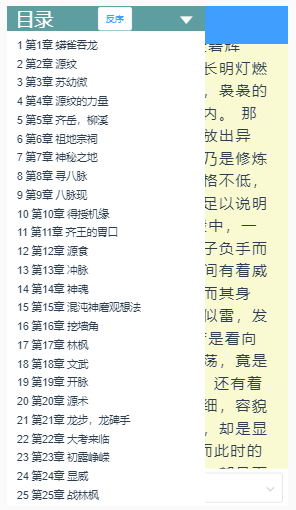 目录 反序
1 第1章 蟒雀吞龙
2 第2章 源纹
3 第3章 苏幼微
4 第4章 源纹的力量
5 第5章 齐岳，柳溪
6 第6章 祖地宗祠
7 第7章 神秘之地
8 第8章 寻八脉
9 第9章 八脉现
10 第10章 得授机缘
11 第11章 齐王的胃口
12 第12章 源食
13 第13章 冲脉
14 第14章 神魂
15 第15章 混沌神磨观想法
16 第16章 挖墙角
17 第17章 林枫
18 第18章 文武
19 第19章 开脉
20 第20章 源术
21 第21章 龙步，龙碑手
22 第22章 大考来临
23 第23章 初露峥嵘
24 第24章 显威
25 第25章 战林枫
长明灯燃
，袅袅的
内。 那
放出异
乃是修炼
格不低，
足以说明
中，一
子负手而
间有着威
而其身
似雷，发
是看向
荡，竟是
还有着
细，容貌
，却是显
而此时的